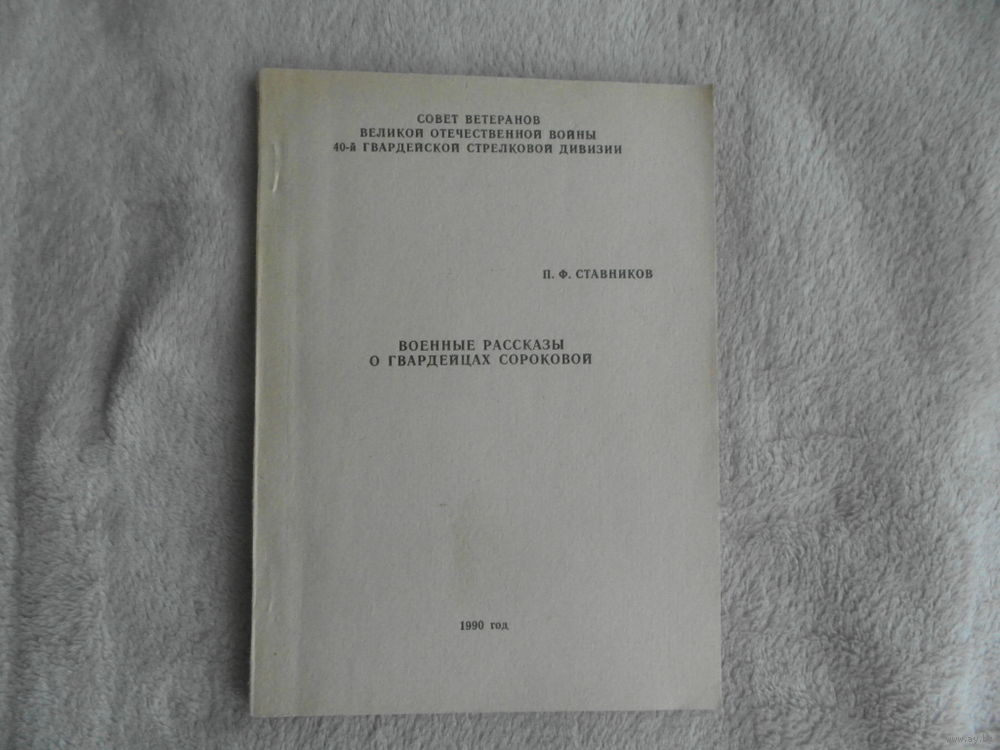 СОВЕТ ВЕТЕРАНОВ
ВЕЛИКОЙ ОТЕЧЕСТВЕННОЙ ВОЙНЫ
40-й ГВАРДЕЙСКОЙ СТРЕЛКОВОЙ ДИВИЗИИ
П. Ф. СТАВНИКОВ
ВОЕННЫЕ РАССКАЗЫ
О ГВАРДЕЙЦАХ СОРОКОВОЙ
1990 год